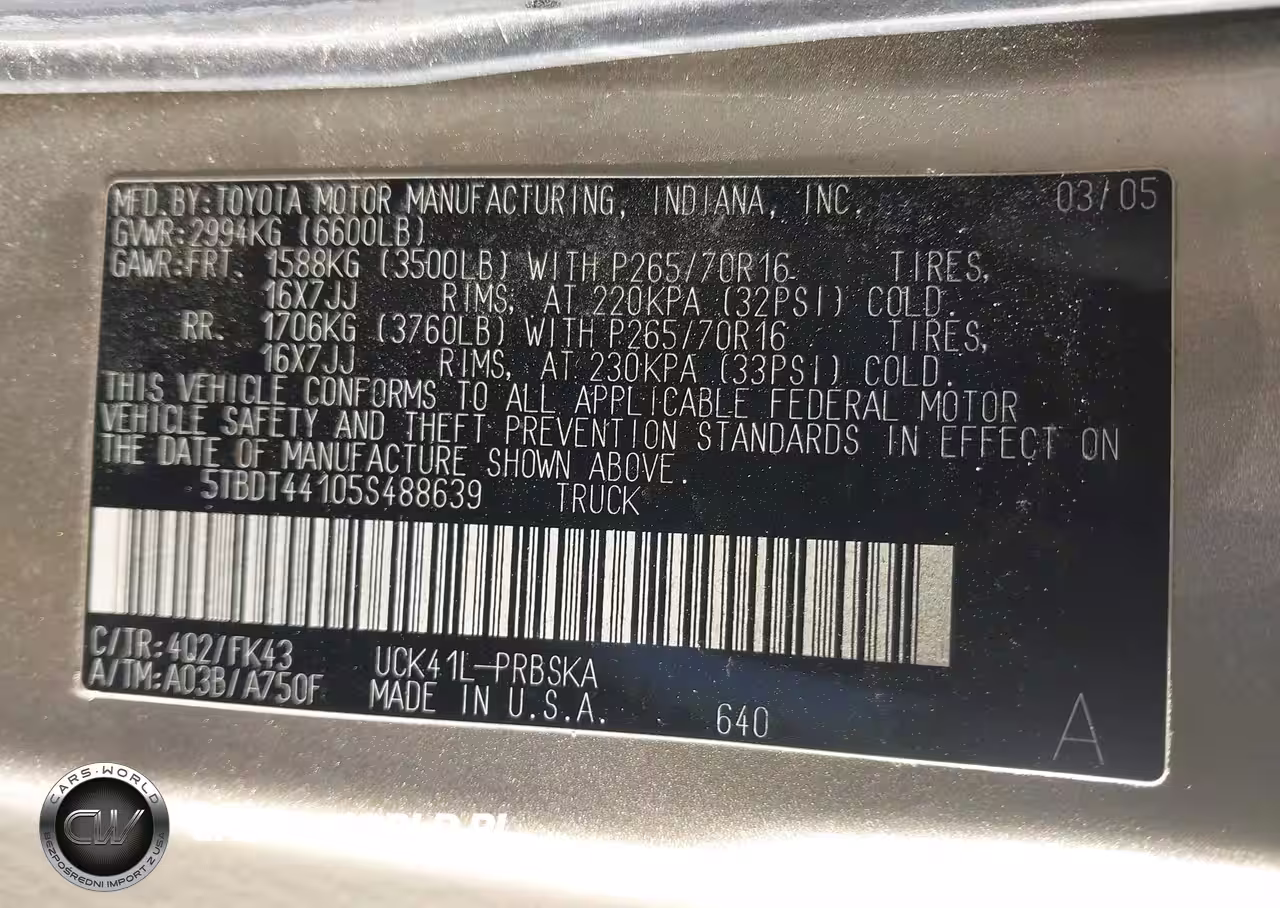 MFD. BY: TOYOTA MOTOR MANUFACTURING, INDIANA, INC. 03/05
GVWR: 2994KG (6600LB)
GAWR: FRT. 1588KG (3500LB) WITH P265/70R16 TIRES,
16X7JJ RIMS, AT 220KPA (32PSI) COLD.
RR. 1706KG (3760LB) WITH P265/70R16 TIRES,
16X7JJ RIMS, AT 230KPA (33PSI) COLD.
THIS VEHICLE CONFORMS TO ALL APPLICABLE FEDERAL MOTOR
VEHICLE SAFETY AND THEFT PREVENTION STANDARDS IN EFFECT ON
THE DATE OF MANUFACTURE SHOWN ABOVE.
5TBDT44105S488639 TRUCK
C/TR: 4Q2/FK43 UCK41L-PRBSKA
A/TM: A03B/A750F MADE IN U.S.A. 640 A
CARS-WORLD
CW
BEZPOŚREDNI IMPORT Z USA